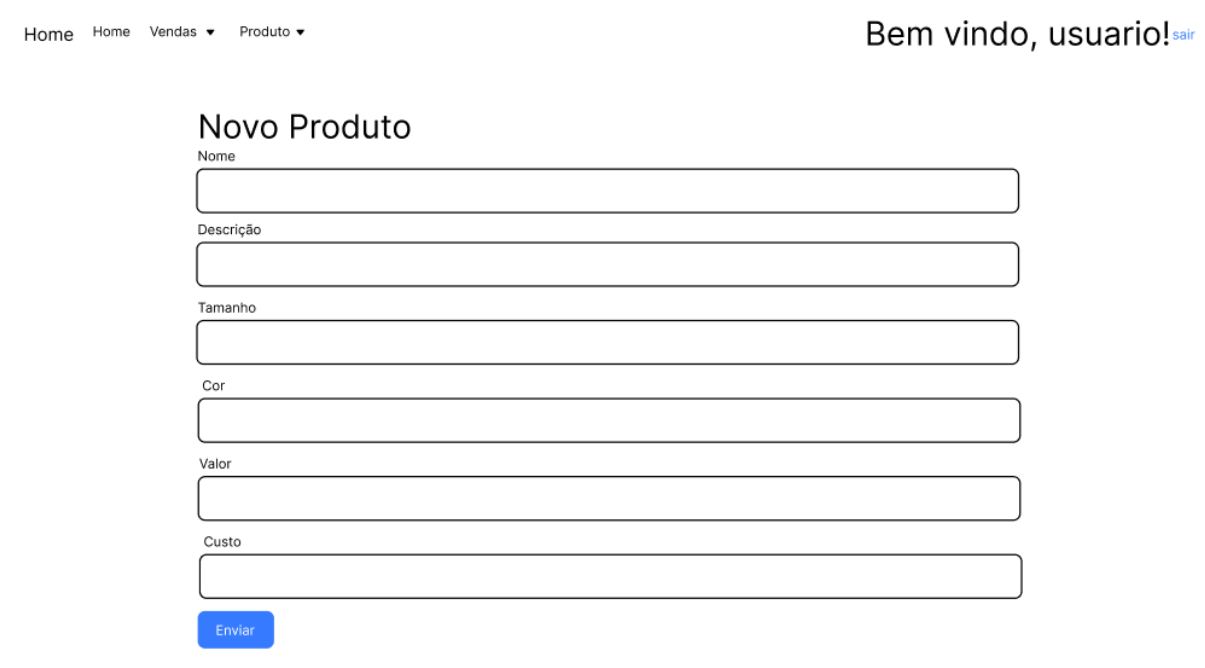 Home Home Vendas Produto Bem vindo, usuario! sair
Novo Produto
Nome
Descrição
Tamanho
Cor
Valor
Custo
Enviar